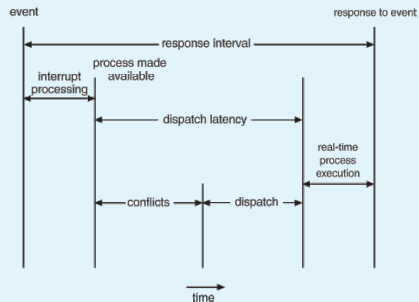 event
response to event
response interval
process made
available
interrupt
processing
dispatch latency
real-time
process
execution
conflicts
dispatch
time